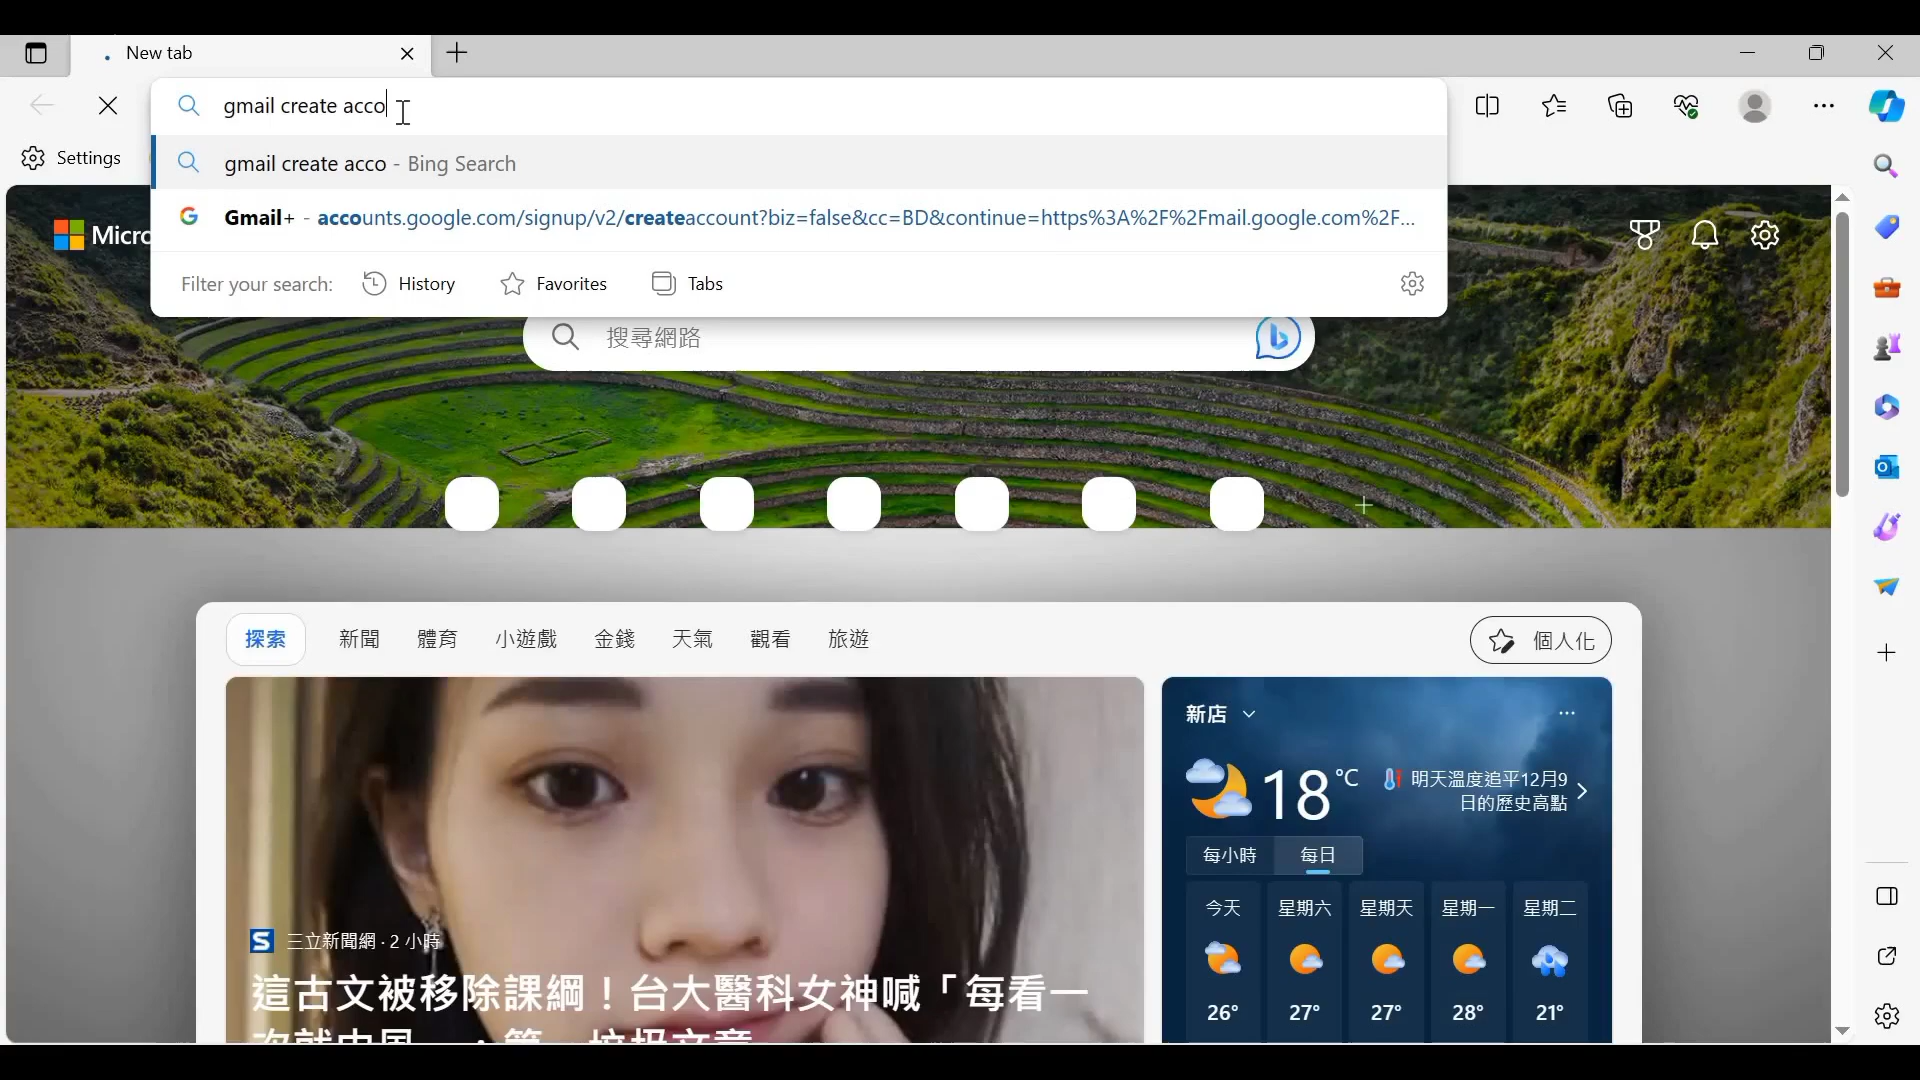 New tab
gmail create acco
Settings
gmail create acco - Bing Search
Gmail+ - accounts.google.com/signup/v2/createaccount?biz=false&cc=BD&continue=https%3A%2F%2Fmail.google.com%2F...
Micro
Filter your search: History Favorites Tabs
搜尋網路
探索 新聞 體育 小遊戲 金錢 天氣 觀看 旅遊 個人化
新店
18 °C
明天溫度追平12月9
日的歷史高點
每小時 每日
今天 星期六 星期天 星期一 星期二
26° 27° 27° 28° 21°
三立新聞網 · 2 小時
這古文被移除課綱！台大醫科女神喊「每看一